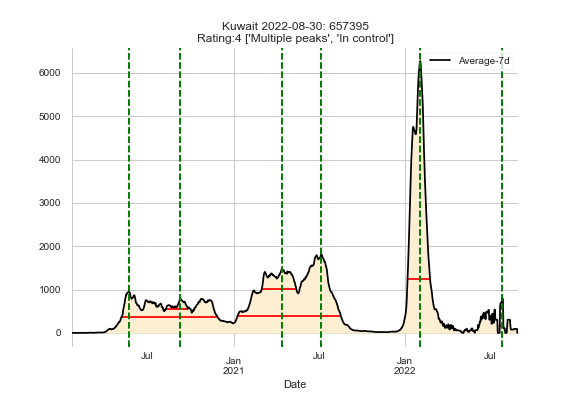 Kuwait 2022-08-30: 657395
Rating:4 ['Multiple peaks', 'In control']
Average-7d
6000
5000
4000
3000
2000
1000
0
Jul
Jan
2021
Jul
Jan
2022
Jul
Date